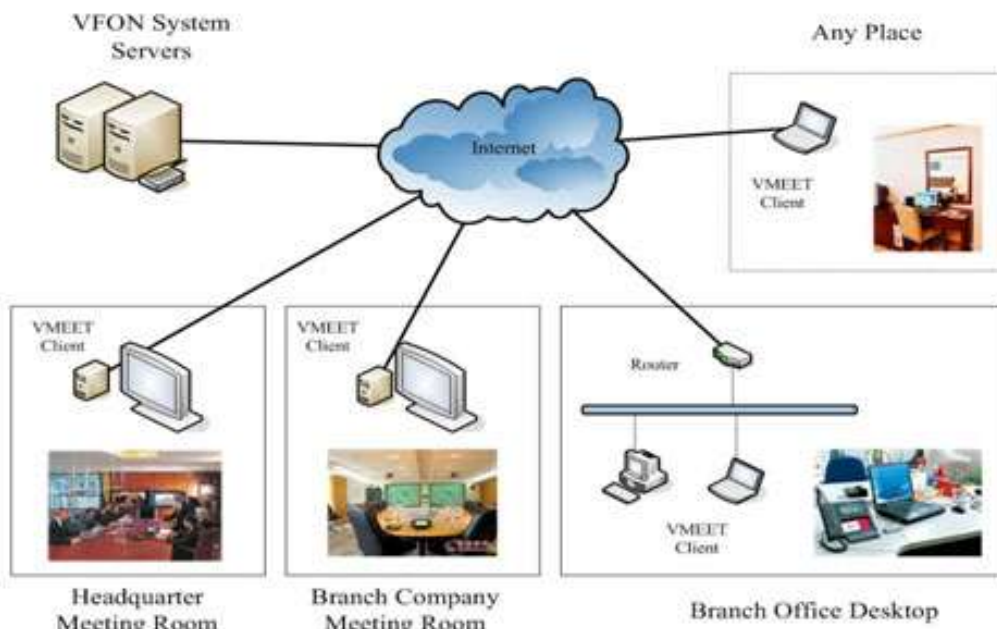 VFON System
Servers
Any Place
Internet
VMEET
Client
VMEET
Client
VMEET
Client
Router
VMEET
Client
Headquarter
Meeting Room
Branch Company
Meeting Room
Branch Office Desktop